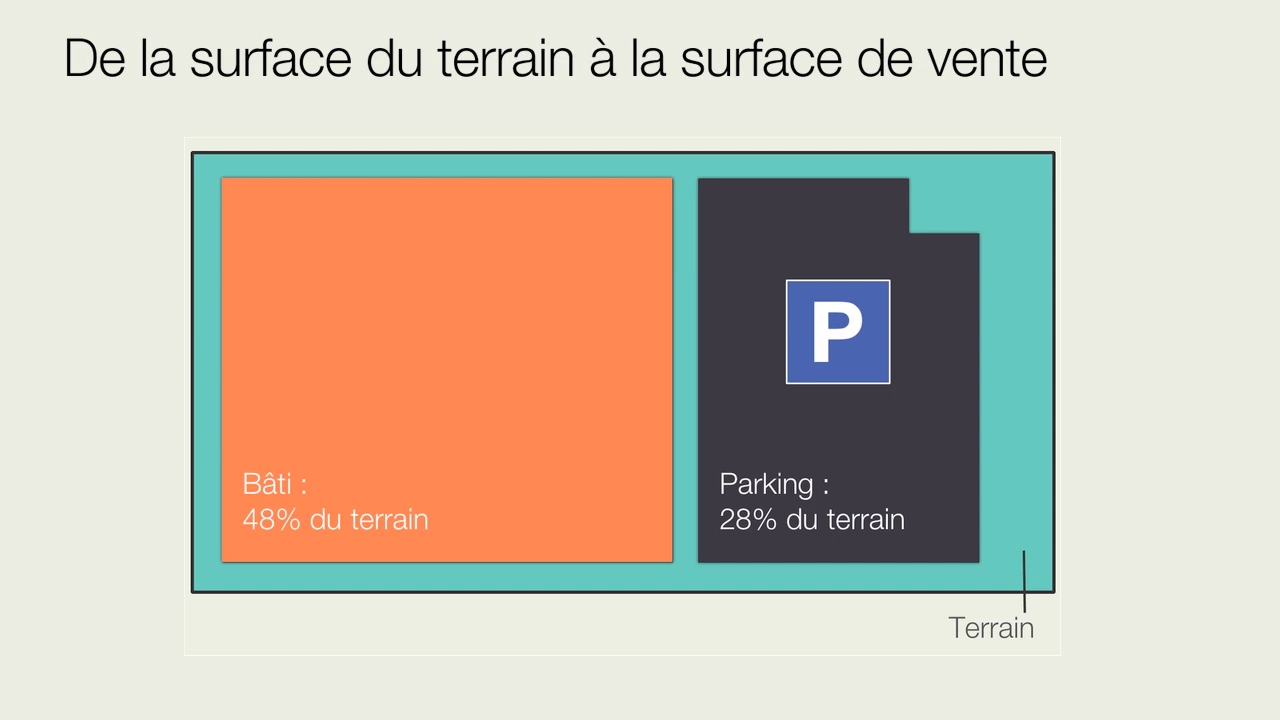 De la surface du terrain à la surface de vente
P
Bâti :
48% du terrain
Parking :
28% du terrain
Terrain